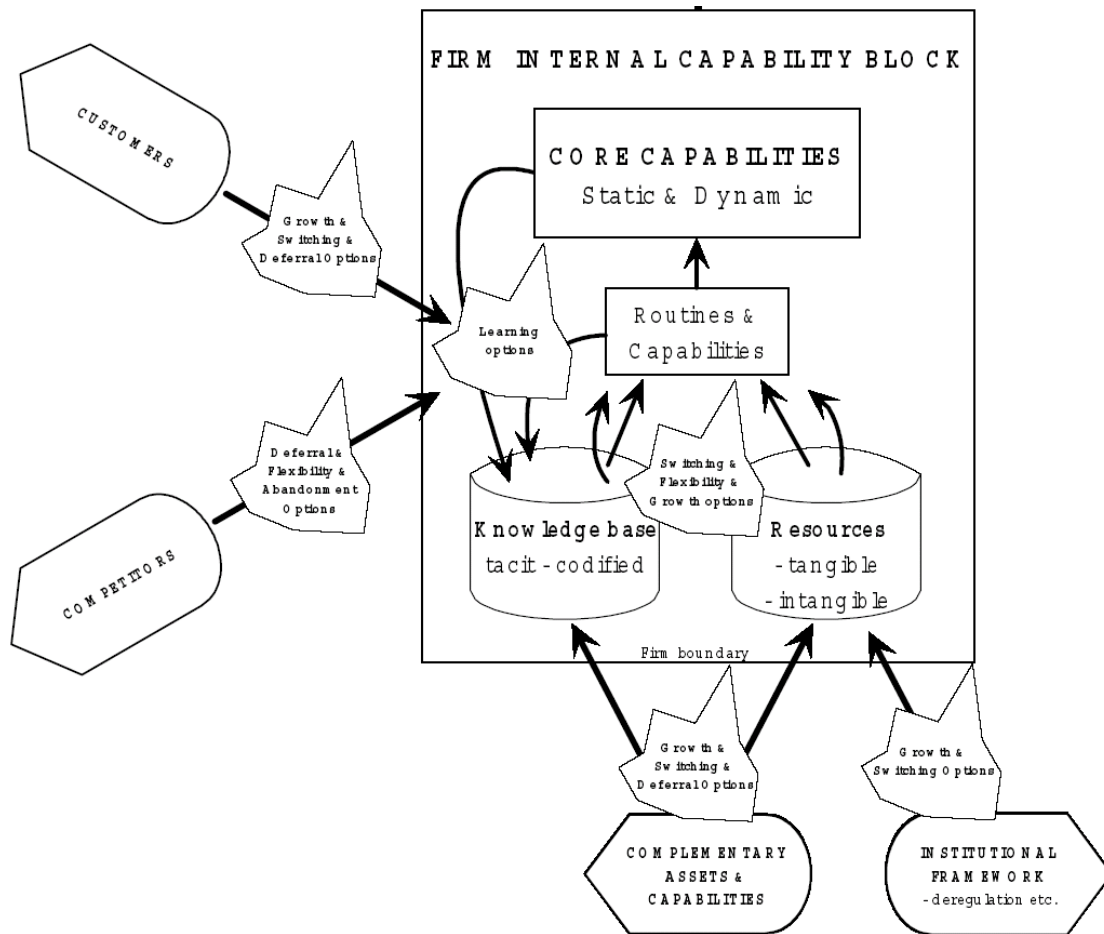 FIRM INTERNAL CAPABILITY BLOCK
CUSTOMERS
CORE CAPABILITIES
Static & Dynamic
Growth &
Switching &
Deferral Options
Learning
options
Routines &
Capabilities
Deferral &
Flexibility &
Abandonment
Options
COMPETITORS
Switching &
Flexibility &
Growth options
Knowledge base
tacit - codified
Resources
- tangible
- intangible
Firm boundary
Growth &
Switching &
Deferral Options
Growth &
Switching Options
COMPLEMENTARY
ASSETS &
CAPABILITIES
INSTITUTIONAL
FRAMEWORK
- deregulation etc.